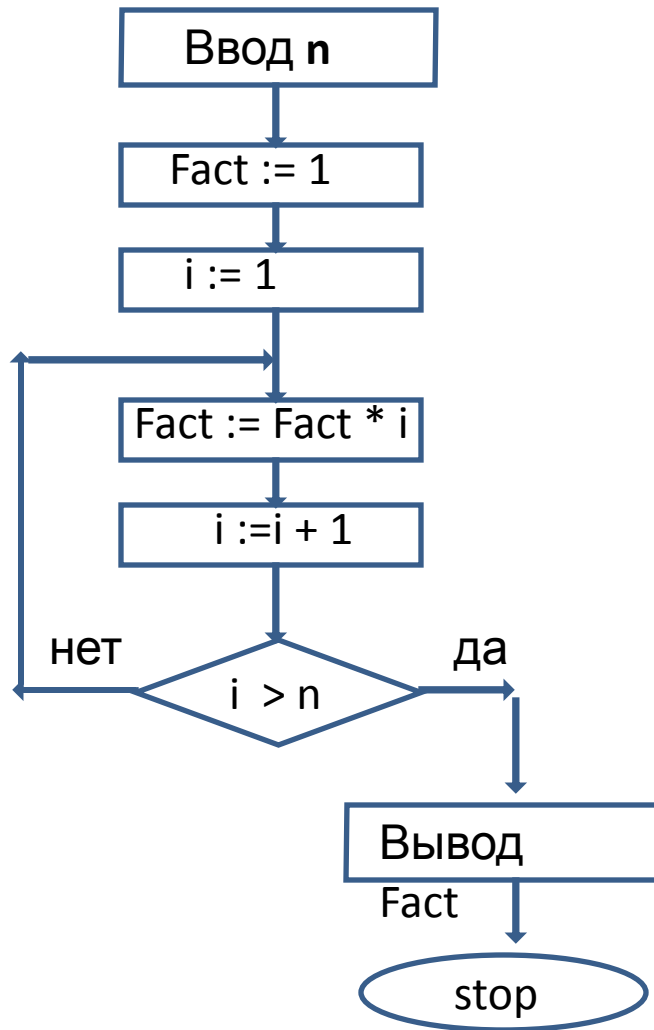 Ввод n
Fact := 1
i := 1
Fact := Fact * i
i :=i + 1
нет
да
i > n
Вывод
Fact
stop